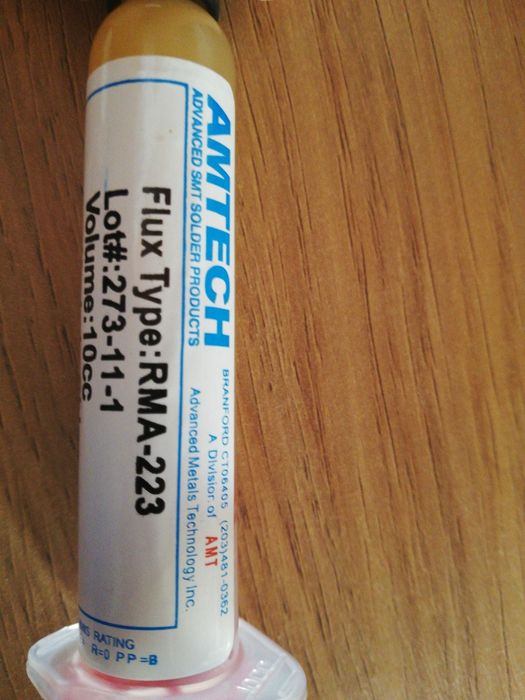 AMTECH
ADVANCED SMT SOLDER PRODUCTS
BRANFORD CT06405 (203)481-0362
A Division of AMT
Advanced Metals Technology Inc.
Flux Type:RMA-223
Lot#:273-11-1
Volume:10cc
RATING
R=0 PP=B